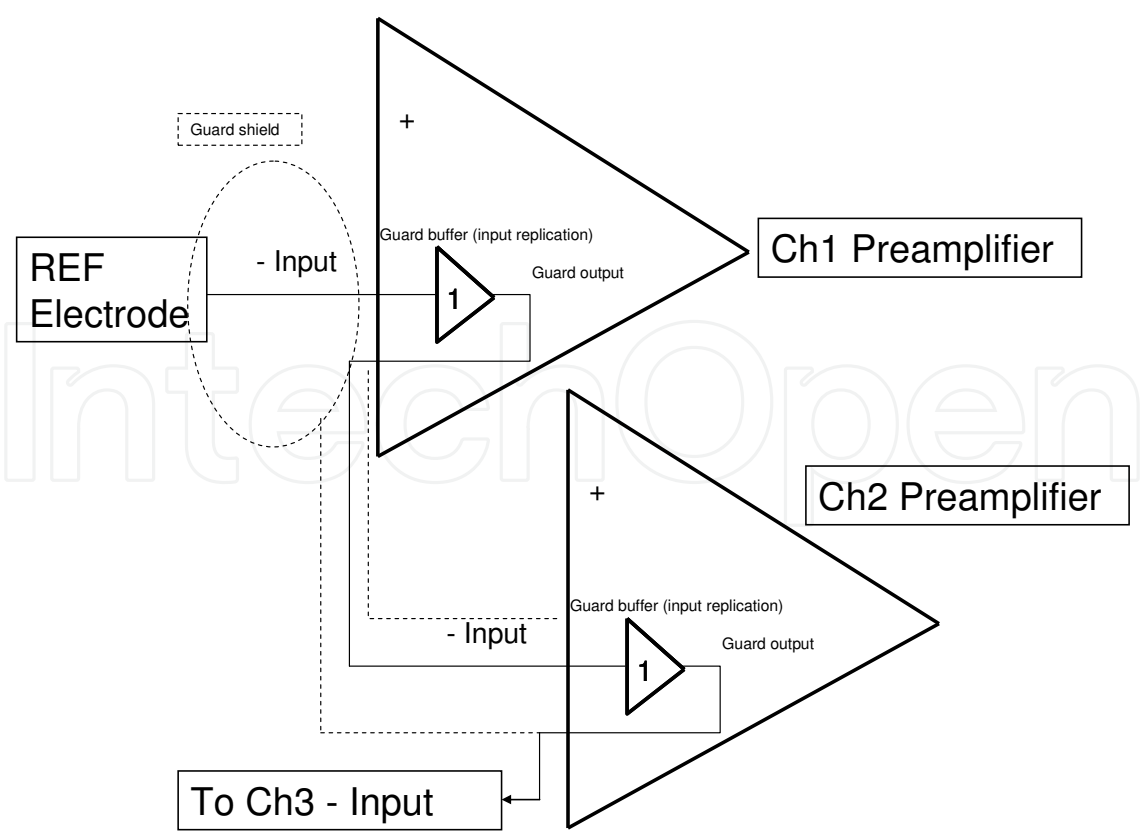 +
Guard shield
Guard buffer (input replication)
Ch1 Preamplifier
REF
Electrode
- Input
Guard output
1
IntechOpen
+
Ch2 Preamplifier
Guard buffer (input replication)
- Input
Guard output
1
To Ch3 - Input